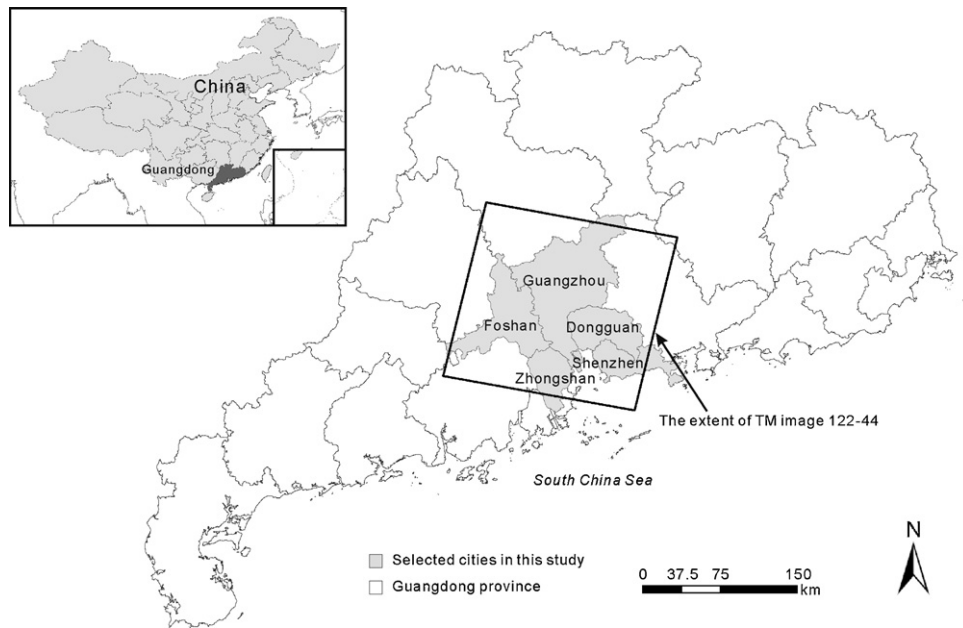 China
Guangdong
Guangzhou
Foshan
Dongguan
Shenzhen
Zhongshan
The extent of TM image 122-44
South China Sea
N
Selected cities in this study
Guangdong province
0 37.5 75 150
km